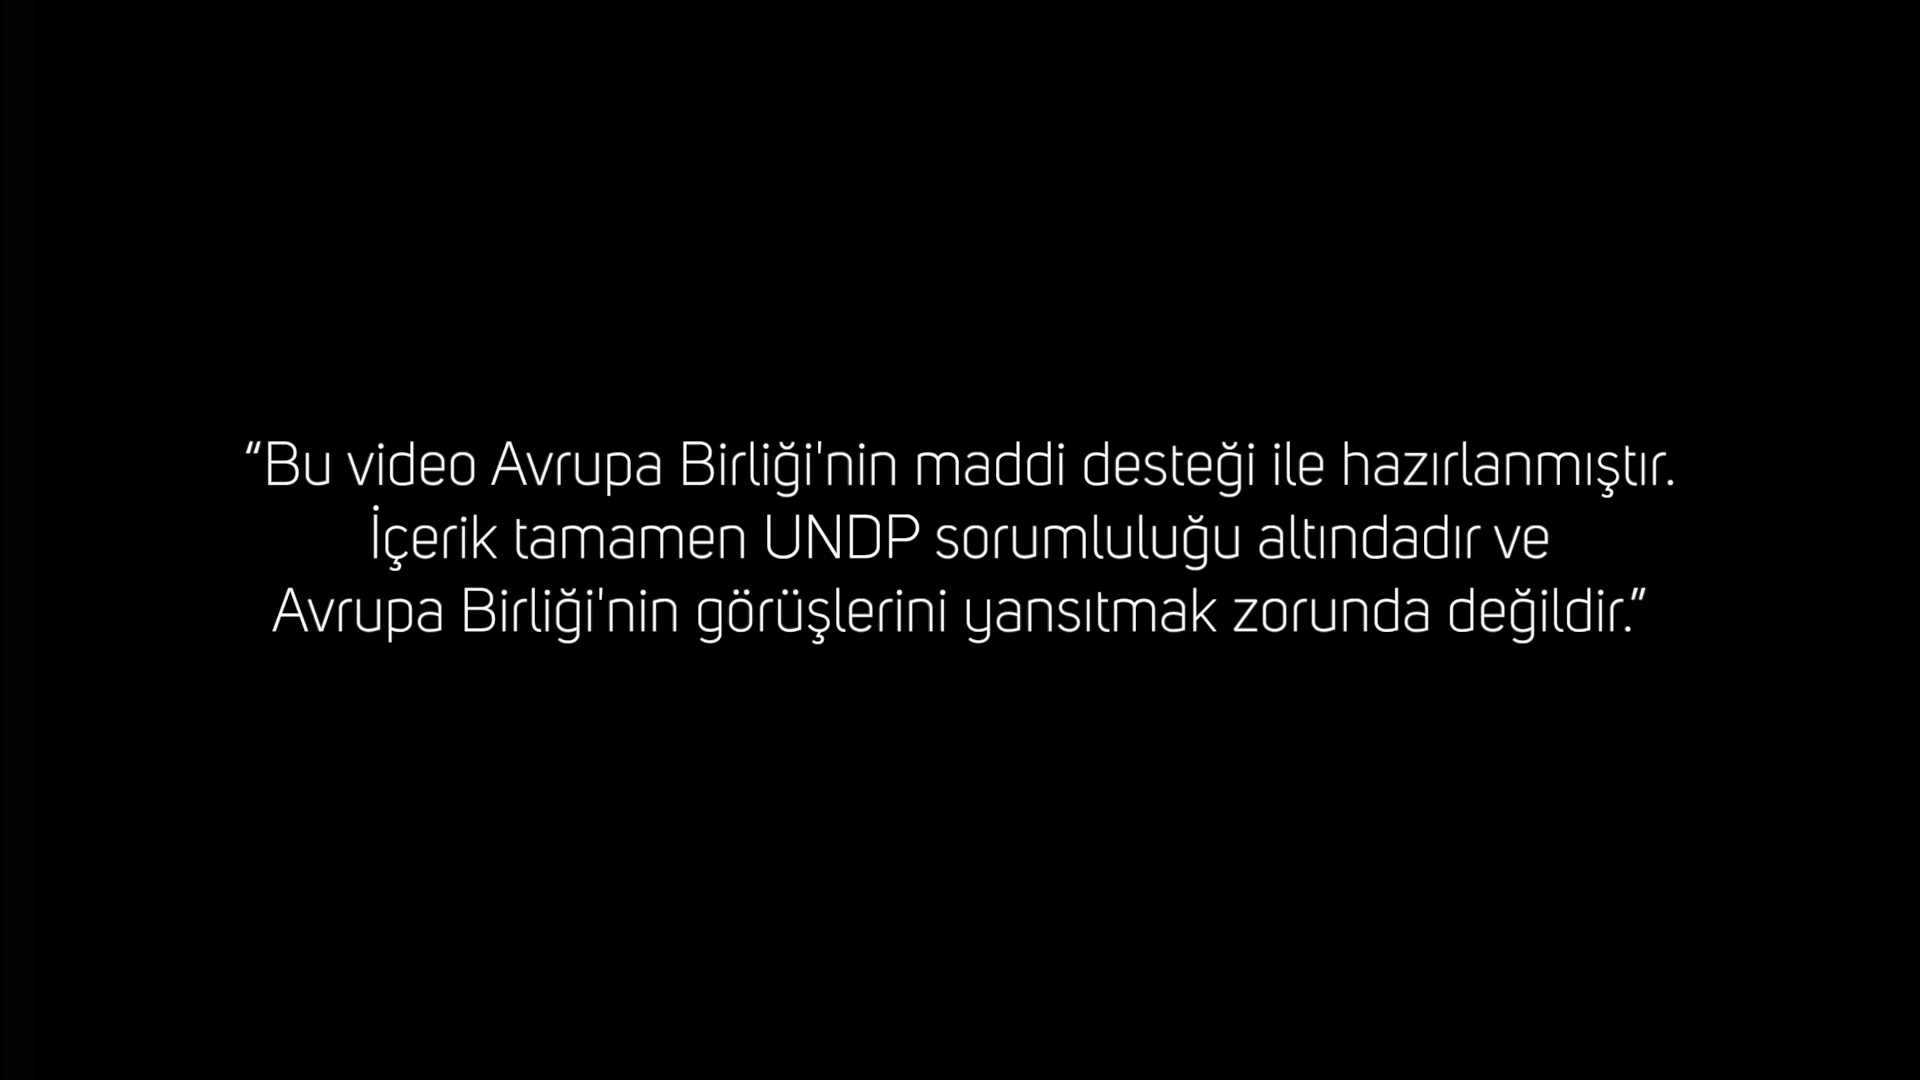 “Bu video Avrupa Birliği'nin maddi desteği ile hazırlanmıştır.
İçerik tamamen UNDP sorumluluğu altındadır ve
Avrupa Birliği'nin görüşlerini yansıtmak zorunda değildir.”